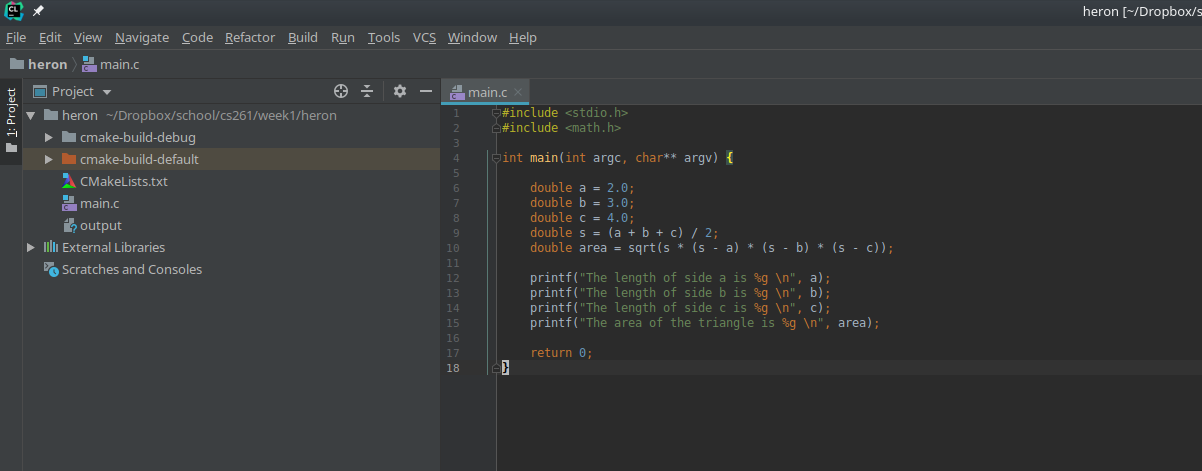 CL
heron [~/Dropbox/s
File Edit View Navigate Code Refactor Build Run Tools VCS Window Help
heron main.c
1: Project
Project
heron ~/Dropbox/school/cs261/week1/heron
cmake-build-debug
cmake-build-default
CMakeLists.txt
main.c
output
External Libraries
Scratches and Consoles
main.c
1 #include <stdio.h>
2 #include <math.h>
3
4 int main(int argc, char** argv) {
5
6 double a = 2.0;
7 double b = 3.0;
8 double c = 4.0;
9 double s = (a + b + c) / 2;
10 double area = sqrt(s * (s - a) * (s - b) * (s - c));
11
12 printf("The length of side a is %g \n", a);
13 printf("The length of side b is %g \n", b);
14 printf("The length of side c is %g \n", c);
15 printf("The area of the triangle is %g \n", area);
16
17 return 0;
18 }